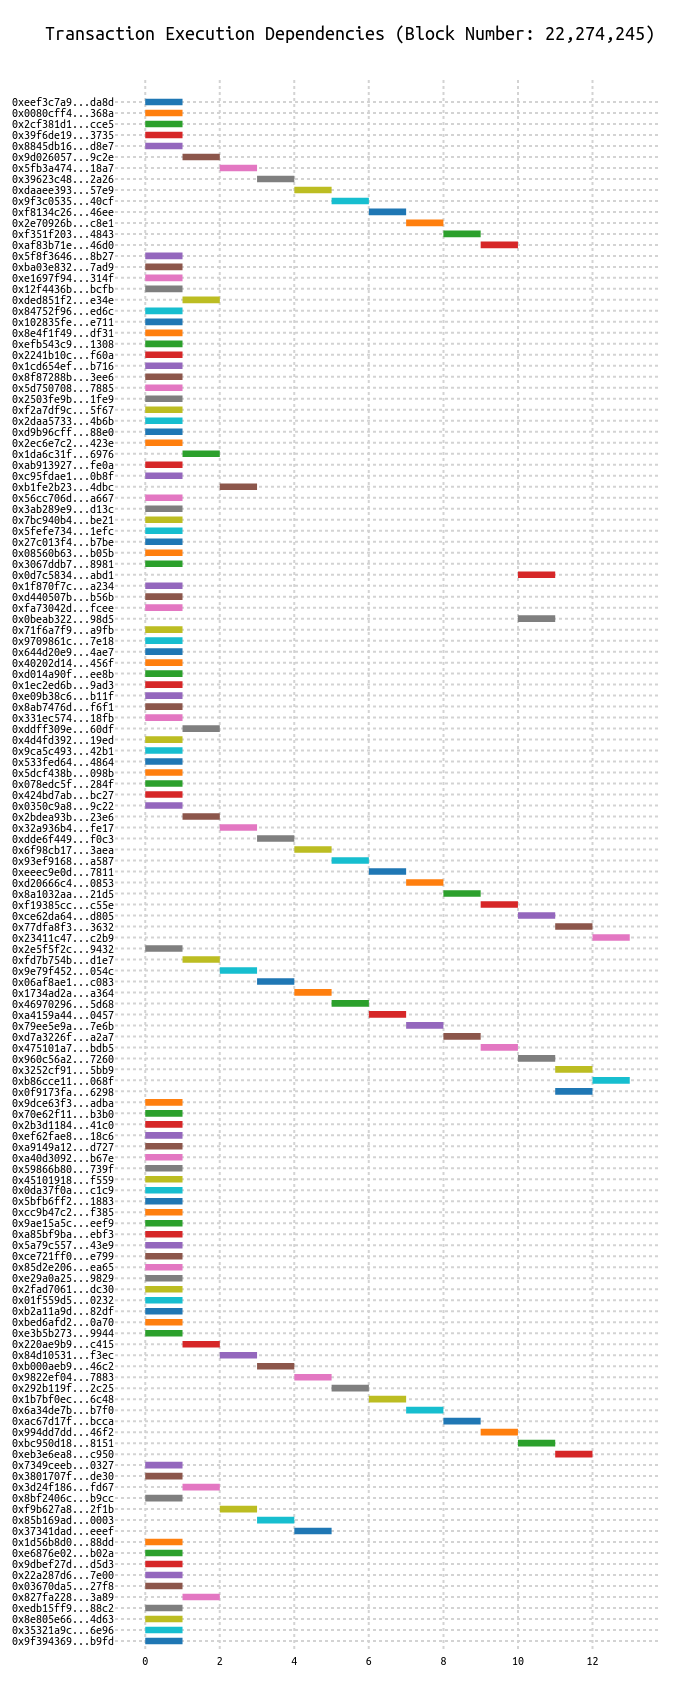 Transaction Execution Dependencies (Block Number: 22,274,245)
0xeef3c7a9...da8d
0x0080cff4...368a
0x2cf381d1...cce5
0x39f6de19...3735
0x8845db16...d8e7
0x9d026057...9c2e
0x5fb3a474...18a7
0x39623c48...2a26
0xdaaee393...57e9
0x9f3c0535...40cf
0xf8134c26...46ee
0x2e70926b...c8e1
0xf351f203...4843
0xaf83b71e...46d0
0x5f8f3646...8b27
0xba03e832...7ad9
0xe1697f94...314f
0x12f4436b...bcfb
0xded851f2...e34e
0x84752f96...ed6c
0x102835fe...e711
0x8e4f1f49...df31
0xefb543c9...1308
0x2241b10c...f60a
0x1cd654ef...b716
0x8f87288b...3ee6
0x5d750708...7885
0x2503fe9b...1fe9
0xf2a7df9c...5f67
0x2daa5733...4b6b
0xd9b96cff...88e0
0x2ec6e7c2...423e
0x1da6c31f...6976
0xab913927...fe0a
0xc95fdae1...0b8f
0xb1fe2b23...4dbc
0x56cc706d...a667
0x3ab289e9...d13c
0x7bc940b4...be21
0x5fefe734...1efc
0x27c013f4...b7be
0x08560b63...b05b
0x3067ddb7...8981
0x0d7c5834...abd1
0x1f870f7c...a234
0xd440507b...b56b
0xfa73042d...fcee
0x0beab322...98d5
0x71f6a7f9...a9fb
0x9709861c...7e18
0x644d20e9...4ae7
0x40202d14...456f
0xd014a90f...ee8b
0x1ec2ed6b...9ad3
0xe09b38c6...b11f
0x8ab7476d...f6f1
0x331ec574...18fb
0xddff309e...60df
0x4d4fd392...19ed
0x9ca5c493...42b1
0x533fed64...4864
0x5dcf438b...098b
0x078edc5f...284f
0x424bd7ab...bc27
0x0350c9a8...9c22
0x2bdea93b...23e6
0x32a936b4...fe17
0xdde6f449...f0c3
0x6f98cb17...3aea
0x93ef9168...a587
0xeeec9e0d...7811
0xd20666c4...0853
0x8a1032aa...21d5
0xf19385cc...c55e
0xce62da64...d805
0x77dfa8f3...3632
0x23411c47...c2b9
0x2e5f5f2c...9432
0xfd7b754b...d1e7
0x9e79f452...054c
0x06af8ae1...c083
0x1734ad2a...a364
0x46970296...5d68
0xa4159a44...0457
0x79ee5e9a...7e6b
0xd7a3226f...a2a7
0x475101a7...bdb5
0x960c56a2...7260
0x3252cf91...5bb9
0xb86cce11...068f
0x0f9173fa...6298
0x9dce63f3...adba
0x70e62f11...b3b0
0x2b3d1184...41c0
0xef62fae8...18c6
0xa9149a12...d727
0xa40d3092...b67e
0x59866b80...739f
0x45101918...f559
0x0da37f0a...c1c9
0x5bfb6ff2...1883
0xcc9b47c2...f385
0x9ae15a5c...eef9
0xa85bf9ba...ebf3
0x5a79c557...43e9
0xce721ff0...e799
0x85d2e206...ea65
0xe29a0a25...9829
0x2fad7061...dc30
0x01f559d5...0232
0xb2a11a9d...82df
0xbed6afd2...0a70
0xe3b5b273...9944
0x220ae9b9...c415
0x84d10531...f3ec
0xb000aeb9...46c2
0x9822ef04...7883
0x292b119f...2c25
0x1b7bf0ec...6c48
0x6a34de7b...b7f0
0xac67d17f...bcca
0x994dd7dd...46f2
0xbc950d18...8151
0xeb3e6ea8...c950
0x7349ceeb...0327
0x3801707f...de30
0x3d24f186...fd67
0x8bf2406c...b9cc
0xf9b627a8...2f1b
0x85b169ad...0003
0x37341dad...eeef
0x1d56b8d0...88dd
0xe6876e02...b02a
0x9dbef27d...d5d3
0x22a287d6...7e00
0x03670da5...27f8
0x827fa228...3a89
0xedb15ff9...88c2
0x8e805e66...4d63
0x35321a9c...6e96
0x9f394369...b9fd
0 2 4 6 8 10 12